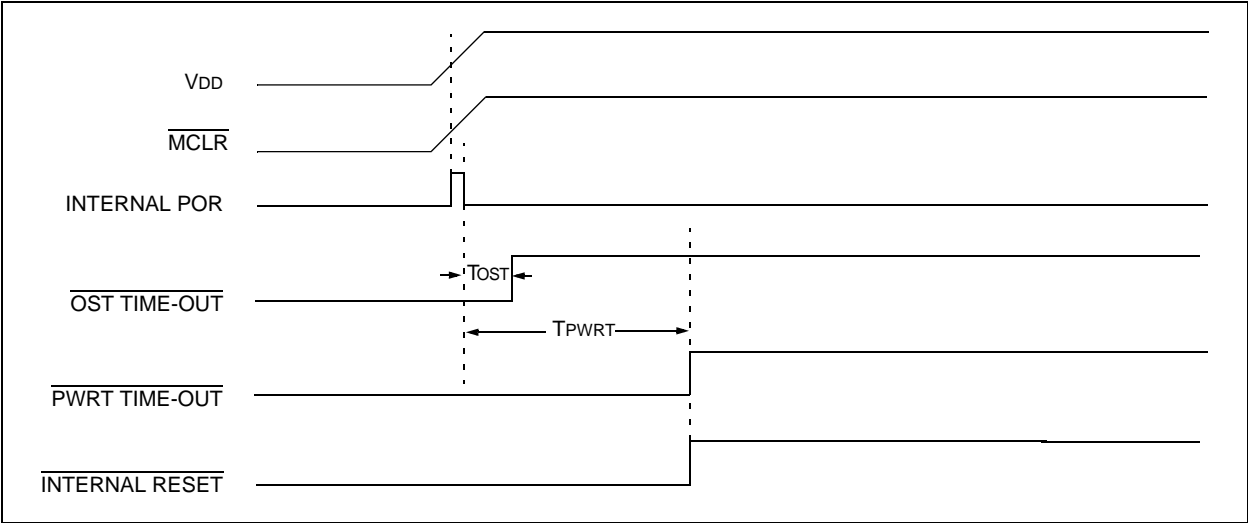 VDD
MCLR
INTERNAL POR
TOST
OST TIME-OUT
TPWRT
PWRT TIME-OUT
INTERNAL RESET